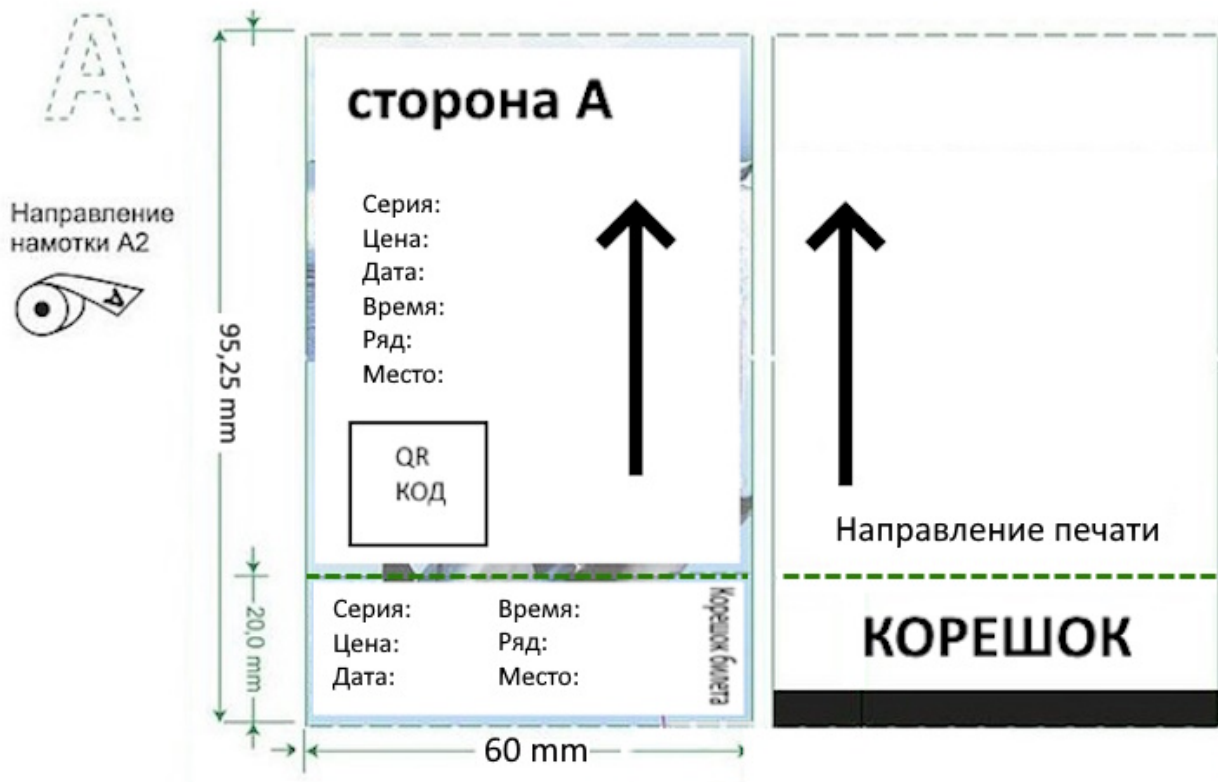 А
Направление
намотки А2
А
95,25 mm
20,0 mm
60 mm
сторона А
Серия:
Цена:
Дата:
Время:
Ряд:
Место:
QR
КОД
Серия:
Цена:
Дата:
Время:
Ряд:
Место:
Корешок билета
Направление печати
КОРЕШОК